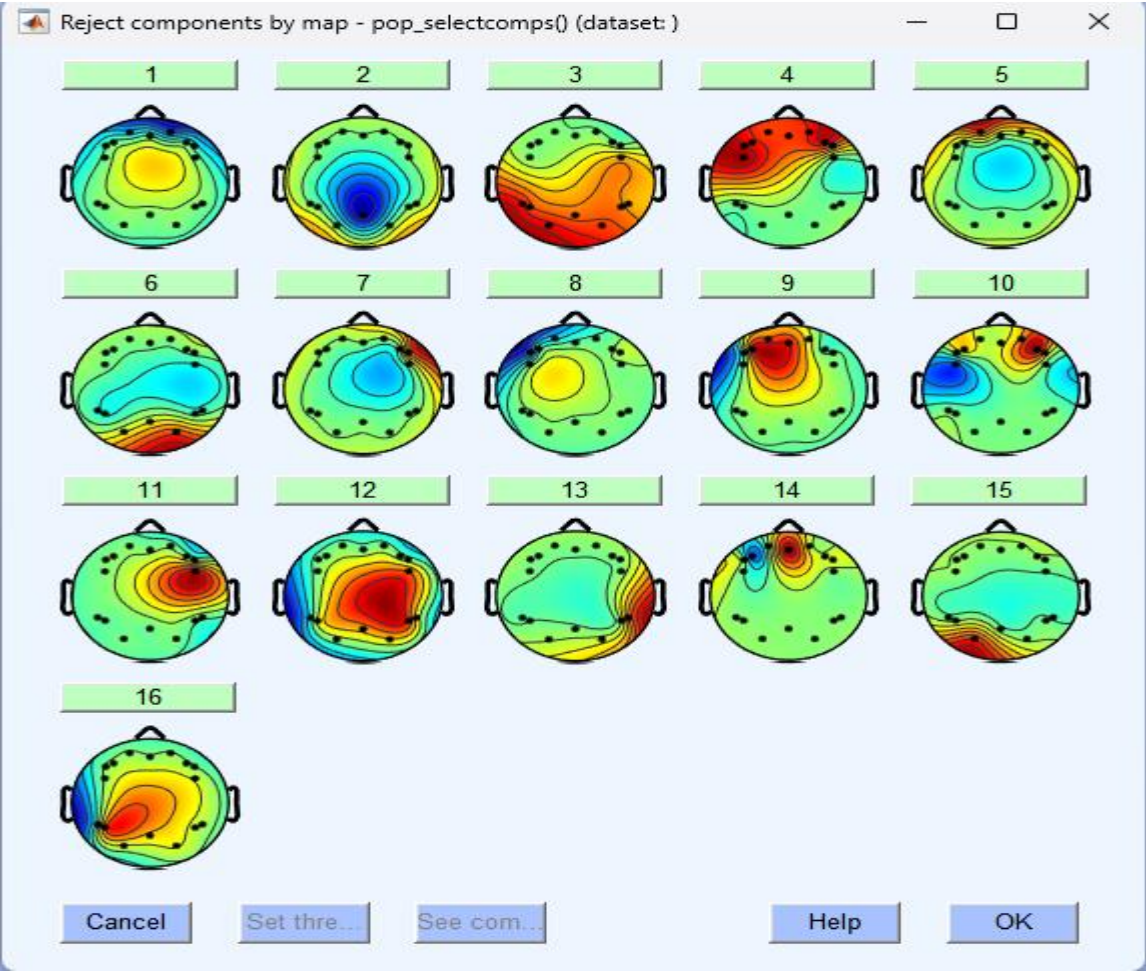 Reject components by map - pop_selectcomps() (dataset: )
1 2 3 4 5
6 7 8 9 10
11 12 13 14 15
16
Cancel Set thre... See com... Help OK